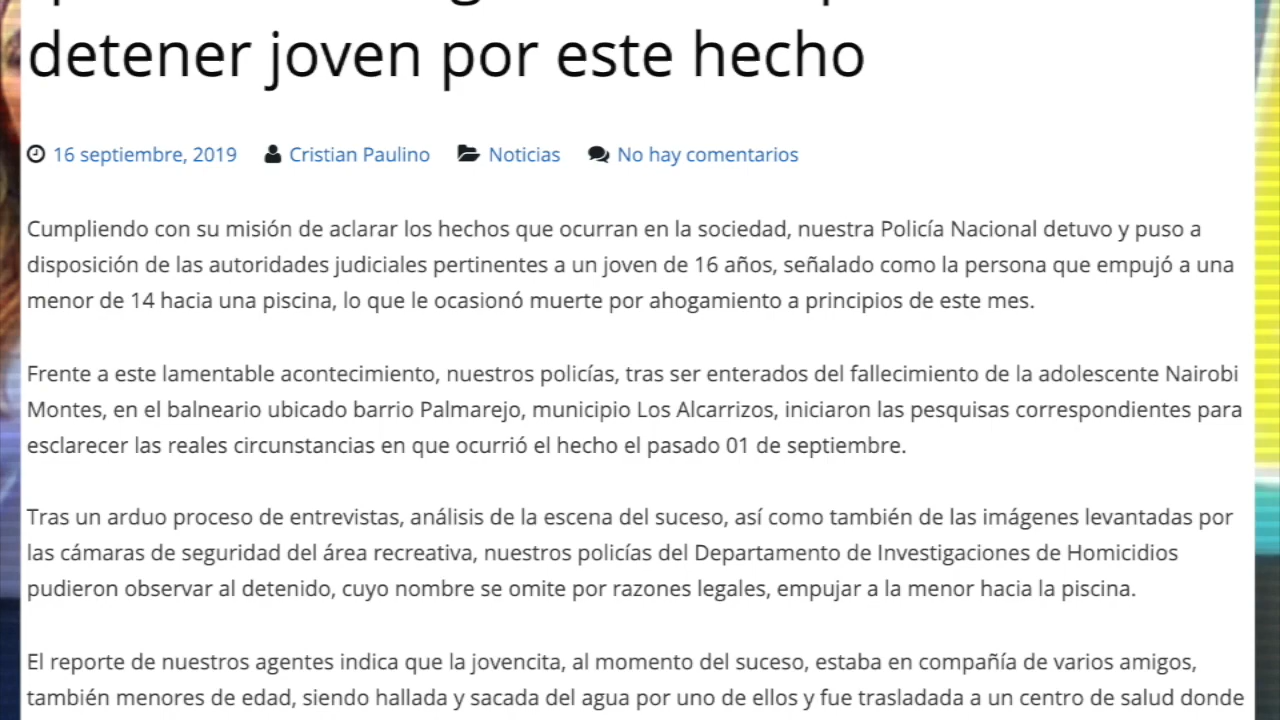 detener joven por este hecho
16 septiembre, 2019 Cristian Paulino Noticias No hay comentarios
Cumpliendo con su misión de aclarar los hechos que ocurran en la sociedad, nuestra Policía Nacional detuvo y puso a
disposición de las autoridades judiciales pertinentes a un joven de 16 años, señalado como la persona que empujó a una
menor de 14 hacia una piscina, lo que le ocasionó muerte por ahogamiento a principios de este mes.
Frente a este lamentable acontecimiento, nuestros policías, tras ser enterados del fallecimiento de la adolescente Nairobi
Montes, en el balneario ubicado barrio Palmarejo, municipio Los Alcarrizos, iniciaron las pesquisas correspondientes para
esclarecer las reales circunstancias en que ocurrió el hecho el pasado 01 de septiembre.
Tras un arduo proceso de entrevistas, análisis de la escena del suceso, así como también de las imágenes levantadas por
las cámaras de seguridad del área recreativa, nuestros policías del Departamento de Investigaciones de Homicidios
pudieron observar al detenido, cuyo nombre se omite por razones legales, empujar a la menor hacia la piscina.
El reporte de nuestros agentes indica que la jovencita, al momento del suceso, estaba en compañía de varios amigos,
también menores de edad, siendo hallada y sacada del agua por uno de ellos y fue trasladada a un centro de salud donde